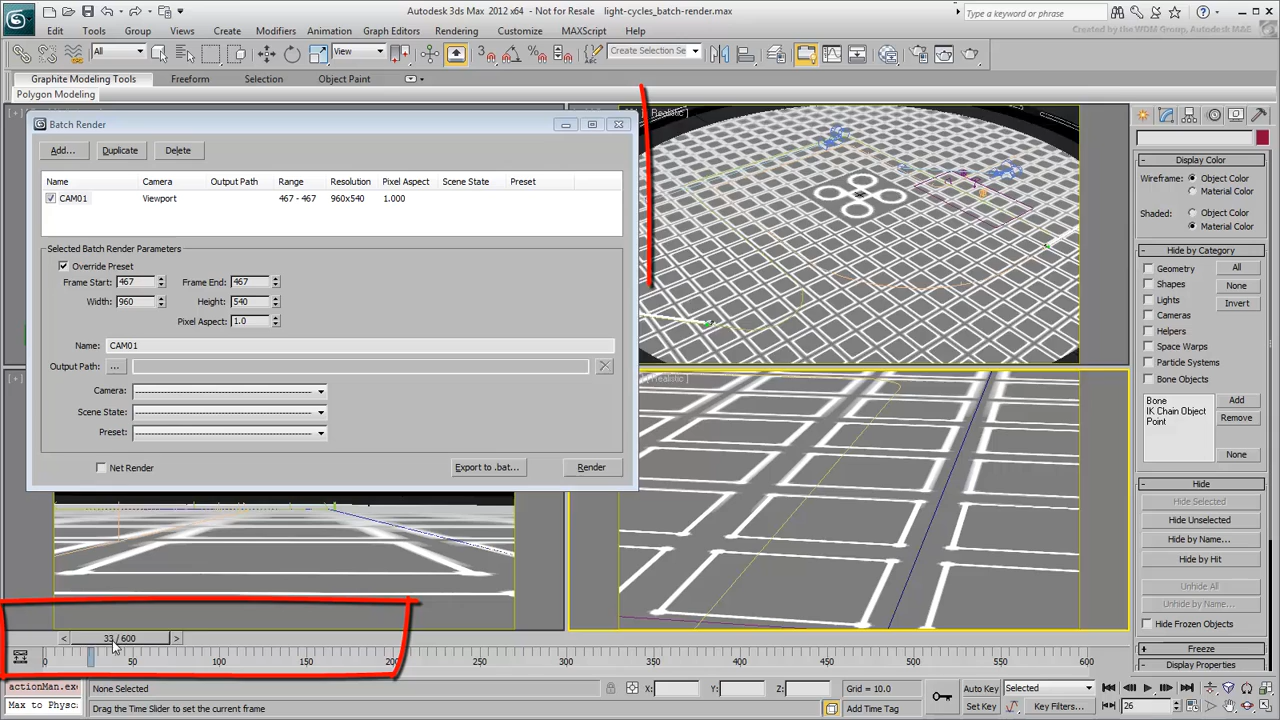 Autodesk 3ds Max 2012 x64 - Not for Resale light-cycles_batch-render.max
Type a keyword or phrase
Edit Tools Group Views Create Modifiers Animation Graph Editors Rendering Customize MAXScript Help
Created by the WDM Group, Autodesk MAE
All View 3 Create Selection Se
Graphite Modeling Tools Freeform Selection Object Paint
Polygon Modeling
Batch Render
Add... Duplicate Delete
Name Camera Output Path Range Resolution Pixel Aspect Scene State Preset
CAM01 Viewport 467 - 467 960x540 1.000
Selected Batch Render Parameters
Override Preset
Frame Start: 467 Frame End: 467
Width: 960 Height: 540
Pixel Aspect: 1.0
Name: CAM01
Output Path: ...
Camera:
Scene State:
Preset:
Net Render Export to .bat... Render
Realistic ]
Realistic ]
Display Color
Wireframe: Object Color
Material Color
Shaded: Object Color
Material Color
Hide by Category
Geometry All
Shapes None
Lights Invert
Cameras
Helpers
Space Warps
Particle Systems
Bone Objects
Bone Add
IK Chain Object Remove
Point
None
Hide
Hide Selected
Hide Unselected
Hide by Name...
Hide by Hit
Unhide All
Unhide by Name...
Hide Frozen Objects
Freeze
Display Properties
< 33 / 600 >
0 50 100 150 200 250 300 350 400 450 500 550 600
actionMan.exe None Selected X: Y: Z: Grid = 10.0 Auto Key Selected
Max to Physc Drag the Time Slider to set the current frame Add Time Tag Set Key Key Filters... 26